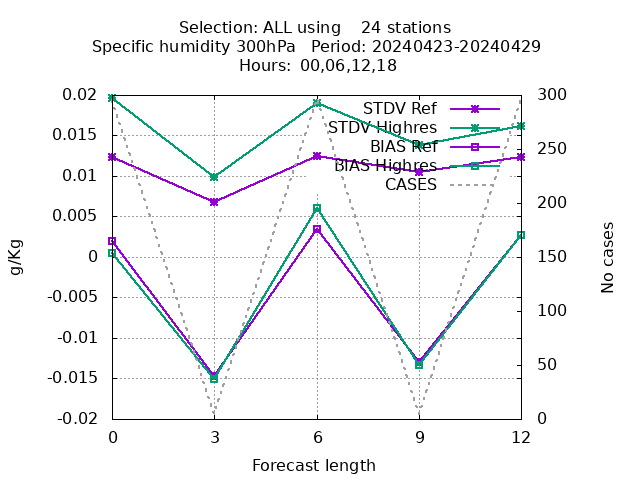 Selection: ALL using    24 stations
Specific humidity 300hPa   Period: 20240423-20240429
Hours: 00,06,12,18
STDV Ref
STDV Highres
BIAS Ref
BIAS Highres
CASES
0.02
0.015
0.01
0.005
0
-0.005
-0.01
-0.015
-0.02
300
250
200
150
100
50
0
g/Kg
No cases
0
3
6
9
12
Forecast length